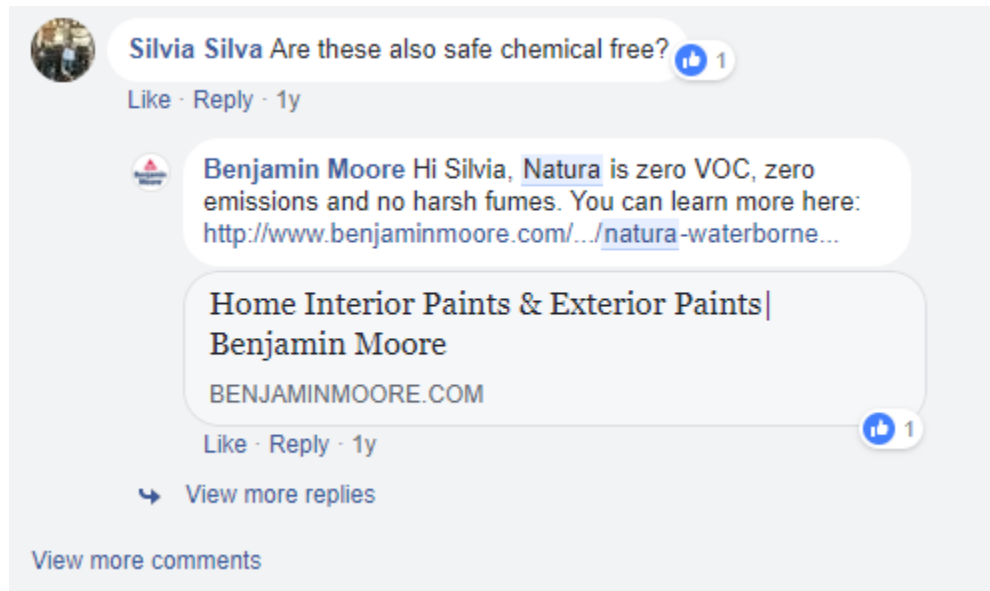 Silvia Silva Are these also safe chemical free?
1
Like · Reply · 1y
Benjamin Moore
Benjamin Moore Hi Silvia, Natura is zero VOC, zero
emissions and no harsh fumes. You can learn more here:
http://www.benjaminmoore.com/.../natura-waterborne...
Home Interior Paints & Exterior Paints|
Benjamin Moore
BENJAMINMOORE.COM
1
Like · Reply · 1y
View more replies
View more comments